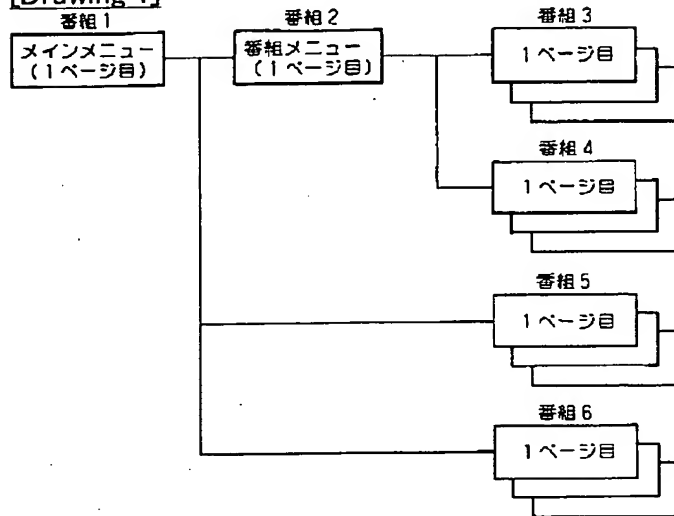 [Drawing 1]
番組1
メインメニュー
(1ページ目)
番組2
番組メニュー
(1ページ目)
番組3
1ページ目
番組4
1ページ目
番組5
1ページ目
番組6
1ページ目